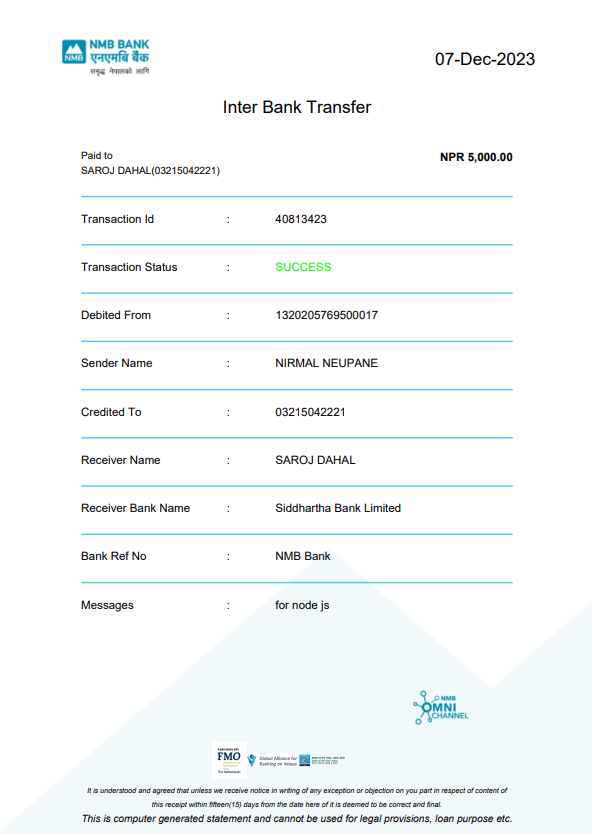 NMB BANK
एनएमबि बैंक
समृद्ध नेपालको लागि
NMB
07-Dec-2023
Inter Bank Transfer
Paid to
SAROJ DAHAL(03215042221)
NPR 5,000.00
Transaction Id : 40813423
Transaction Status : SUCCESS
Debited From : 1320205769500017
Sender Name : NIRMAL NEUPANE
Credited To : 03215042221
Receiver Name : SAROJ DAHAL
Receiver Bank Name : Siddhartha Bank Limited
Bank Ref No : NMB Bank
Messages : for node js
NMB
OMNI
CHANNEL
FMO
The Netherlands
Global Alliance for
Banking on Values
It is understood and agreed that unless we receive notice in writing of any exception or objection on you part in respect of content of
this receipt within fifteen(15) days from the date here of it is deemed to be correct and final.
This is computer generated statement and cannot be used for legal provisions, loan purpose etc.